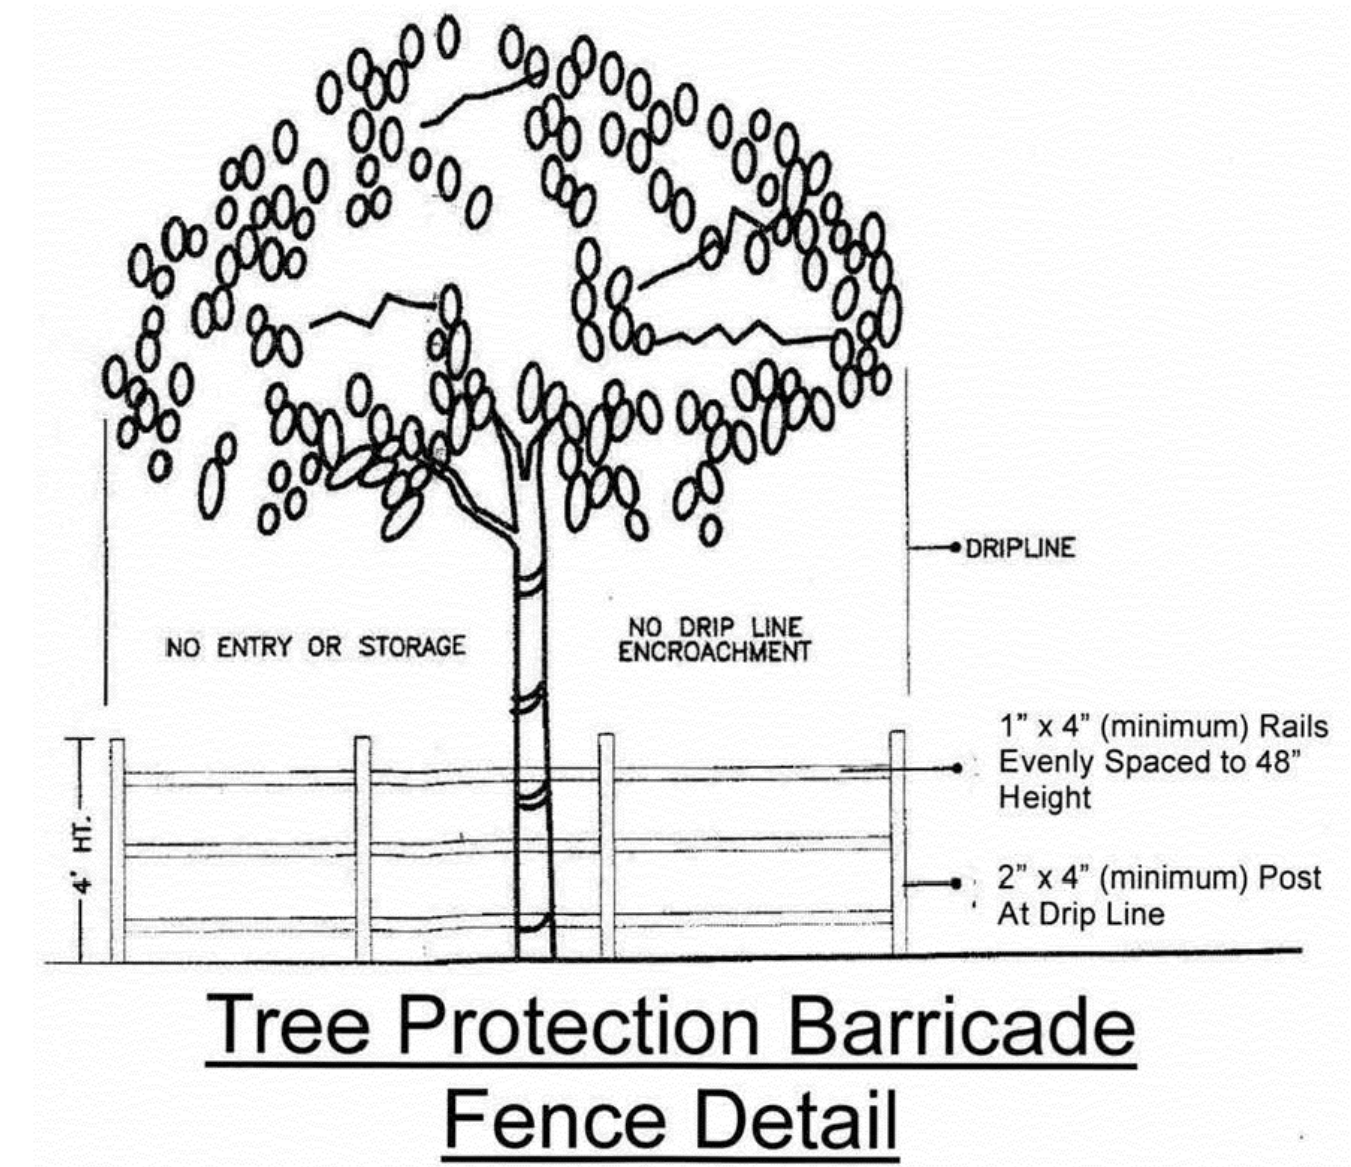 DRIPLINE
NO ENTRY OR STORAGE
NO DRIP LINE
ENCROACHMENT
1” x 4” (minimum) Rails
Evenly Spaced to 48”
Height
4' HT.
2” x 4” (minimum) Post
At Drip Line
Tree Protection Barricade
Fence Detail